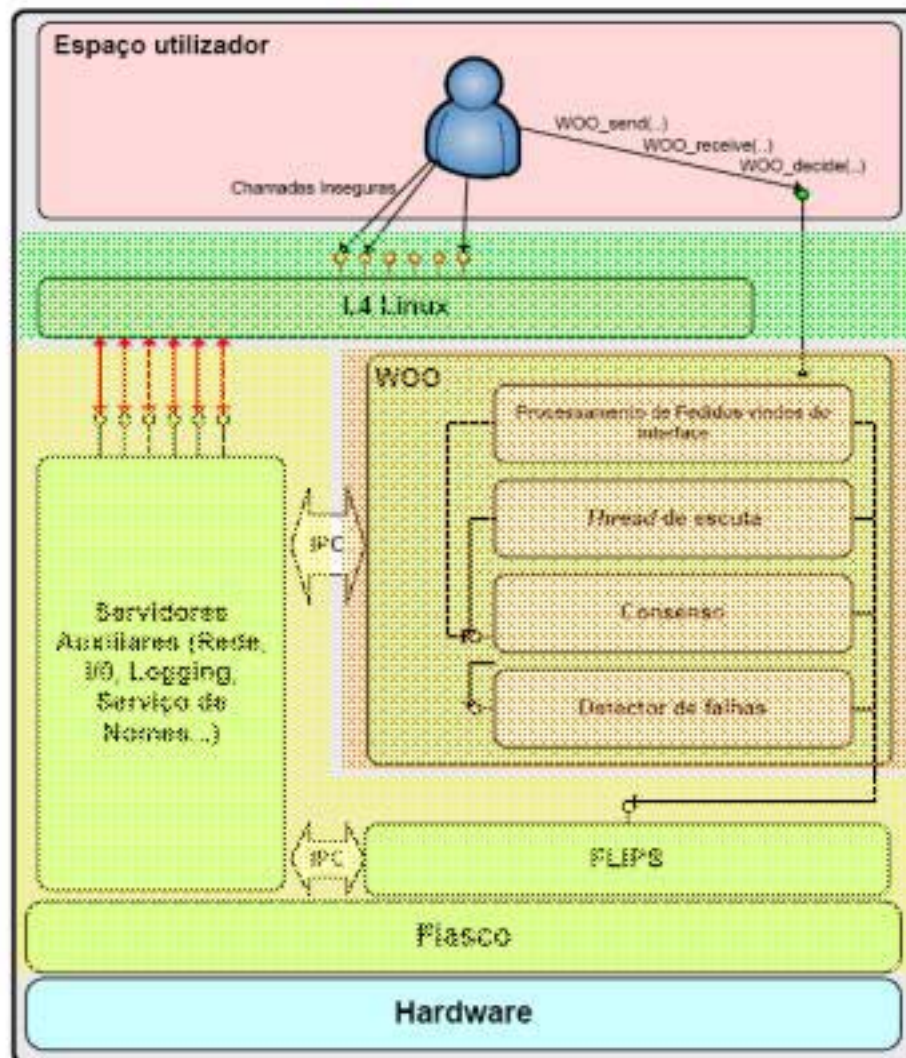 Espaço utilizador
WOO_send(..)
WOO_receive(..)
WOO_decide(..)
Chamadas Inseguras
L4 Linux
WOO
Processamento de Pedidos vindos do
interface
Thread de escuta
IPC
Consenso
Servidores
Auxiliares (Rede,
I/0, Logging,
Serviço de
Nomes...)
Detector de falhas
IPC
FLIPS
Fiasco
Hardware